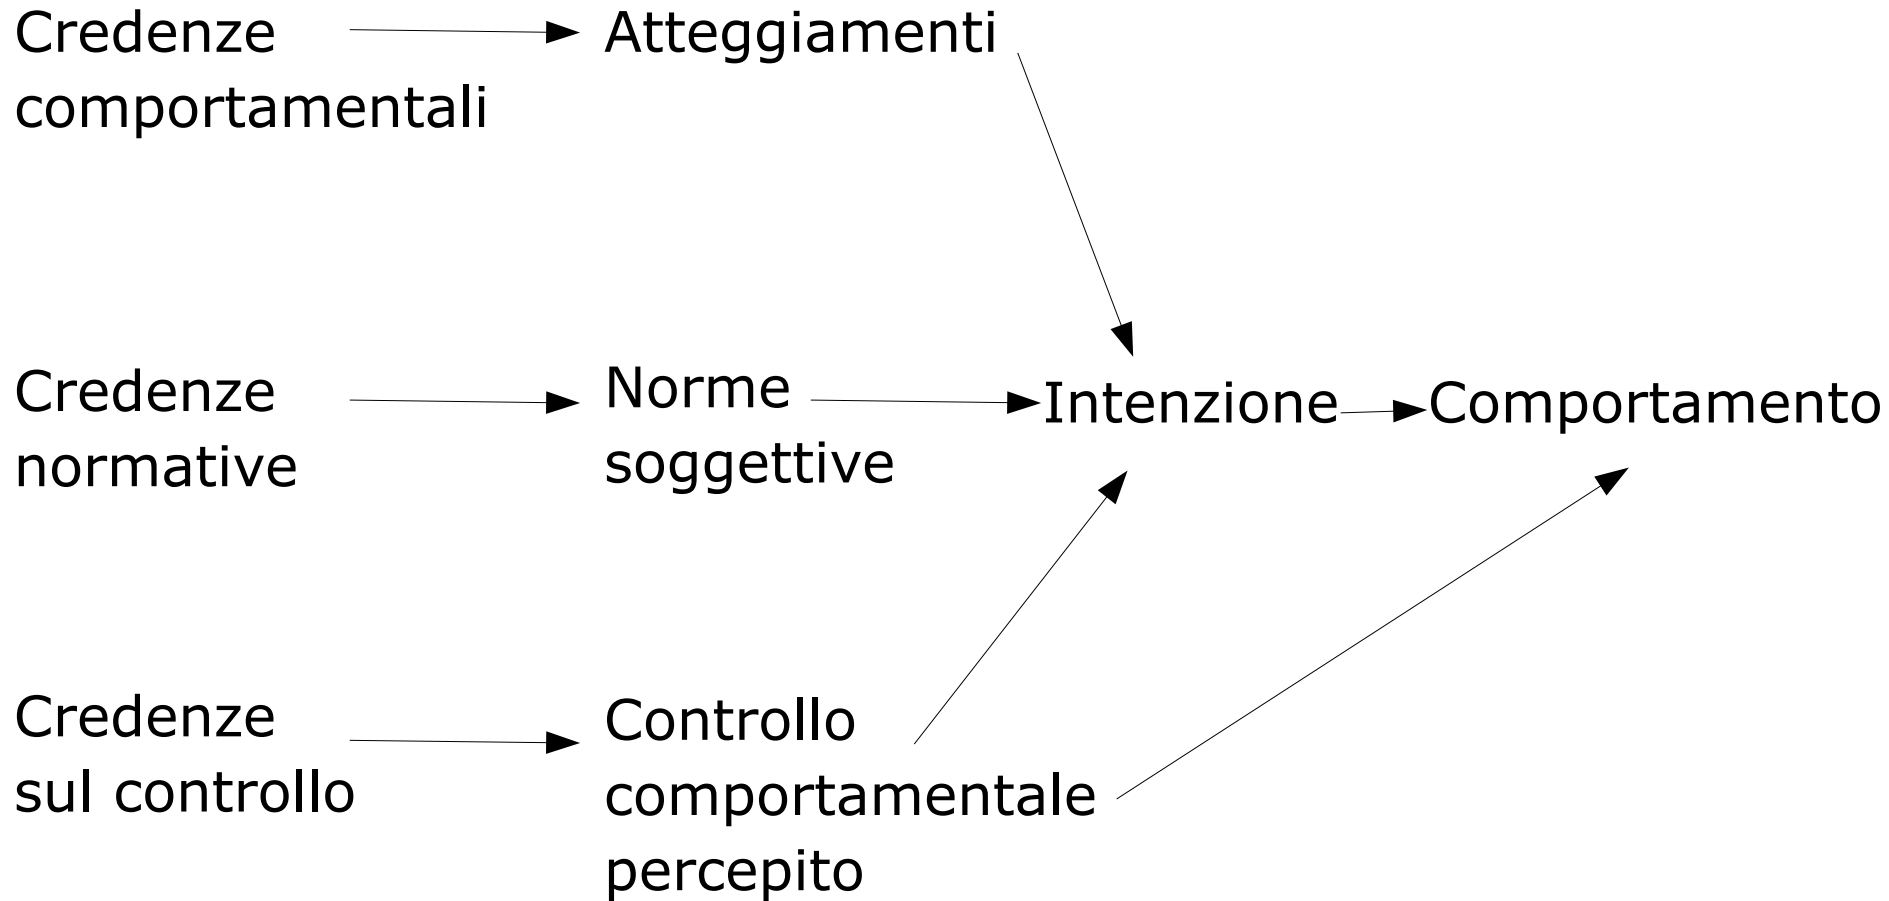 Credenze
comportamentali
Atteggiamenti
Credenze
normative
Norme
soggettive
Intenzione
Comportamento
Credenze
sul controllo
Controllo
comportamentale
percepito